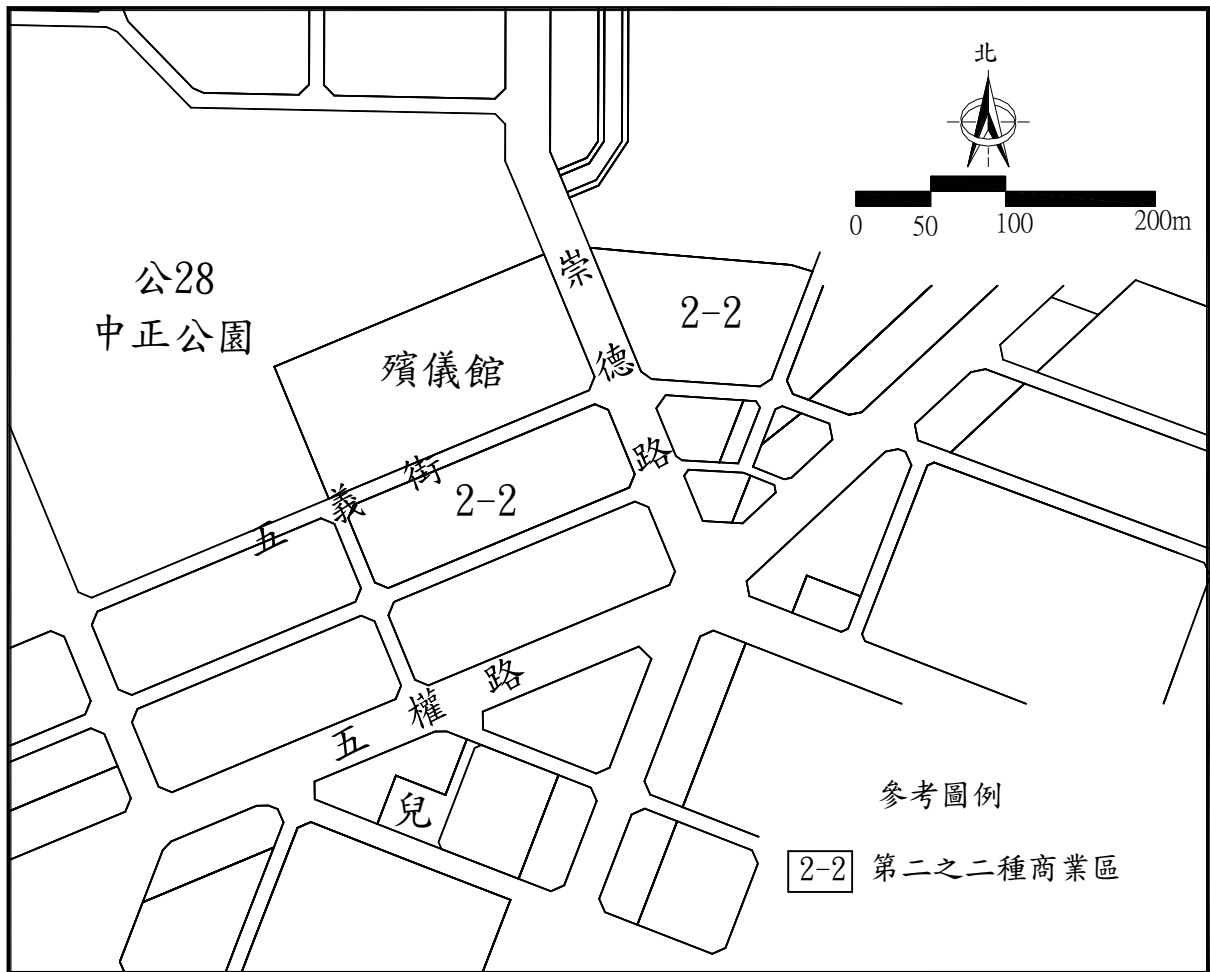 北
0 50 100 200m
公28
中正公園
殯儀館
2-2
崇德路
五義街
2-2
五權路
兒
參考圖例
2-2 第二之二種商業區